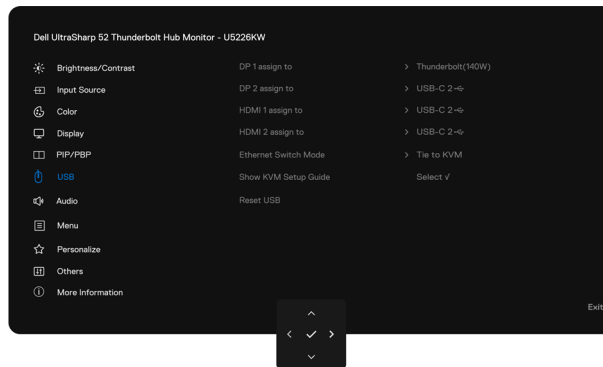 Dell UltraSharp 52 Thunderbolt Hub Monitor - U5226KW
Brightness/Contrast DP 1 assign to > Thunderbolt(140W)
Input Source DP 2 assign to > USB-C 2
Color HDMI 1 assign to > USB-C 2
Display HDMI 2 assign to > USB-C 2
PIP/PBP Ethernet Switch Mode > Tie to KVM
USB Show KVM Setup Guide Select √
Audio Reset USB
Menu
Personalize
Others
More Information
Exit